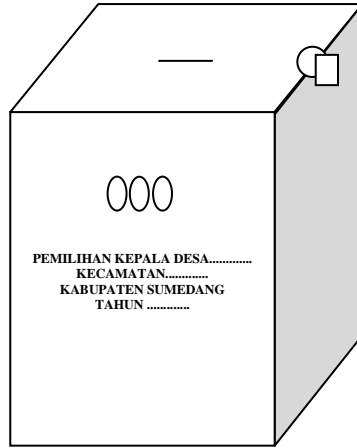 PEMILIHAN KEPALA DESA.............
KECAMATAN.............
KABUPATEN SUMEDANG
TAHUN .............